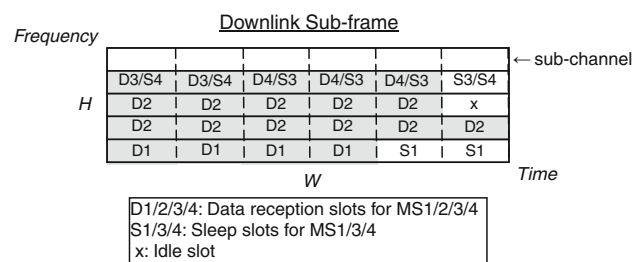 Downlink Sub-frame
Frequency
← sub-channel
D3/S4 D3/S4 D4/S3 D4/S3 D4/S3 S3/S4
H
D2 D2 D2 D2 D2 x
D2 D2 D2 D2 D2 D2
D1 D1 D1 D1 S1 S1
W
Time
D1/2/3/4: Data reception slots for MS1/2/3/4
S1/3/4: Sleep slots for MS1/3/4
x: Idle slot